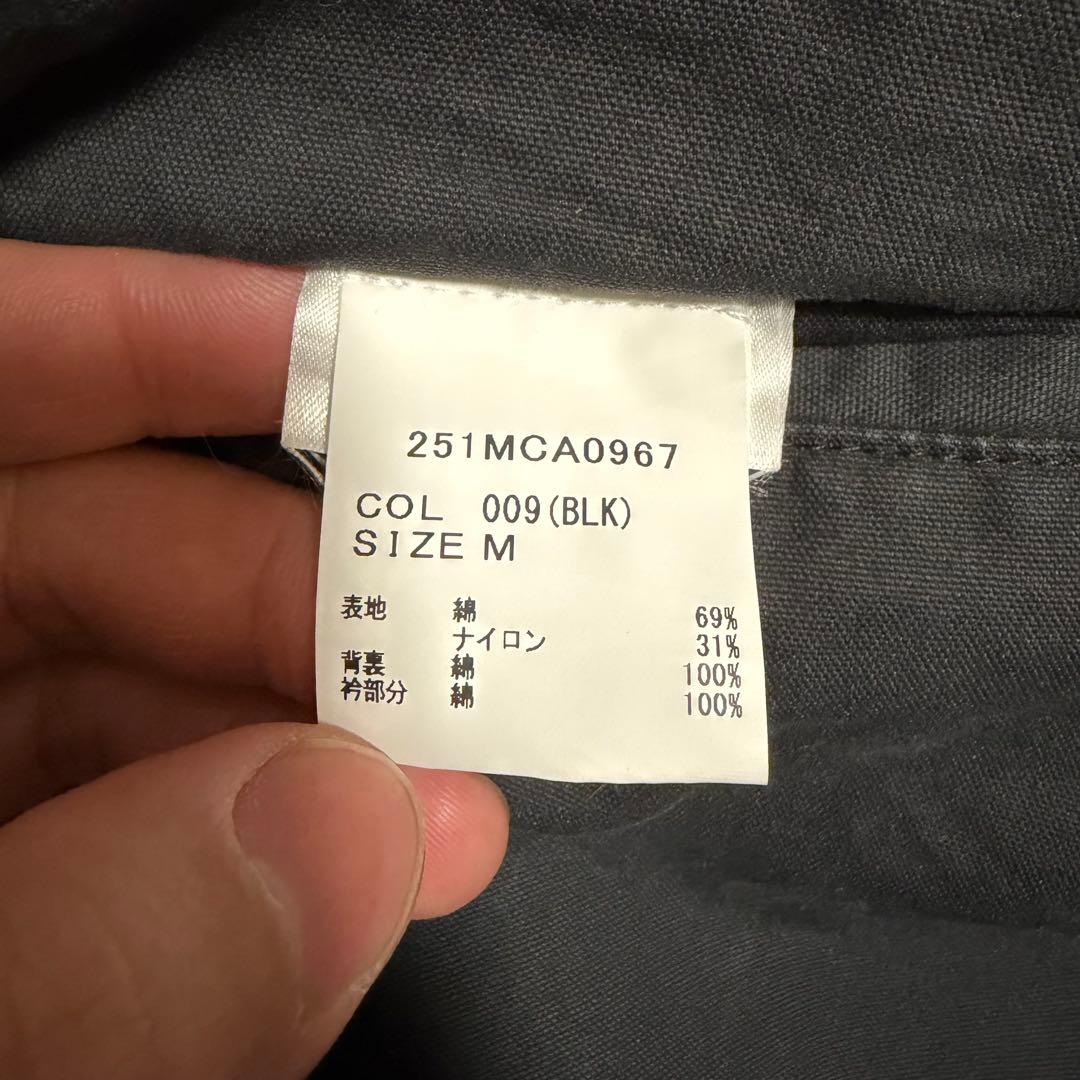 251MCA0967
COL 009(BLK)
SIZE M
表地 綿 69%
ナイロン 31%
背裏 綿 100%
衿部分 綿 100%